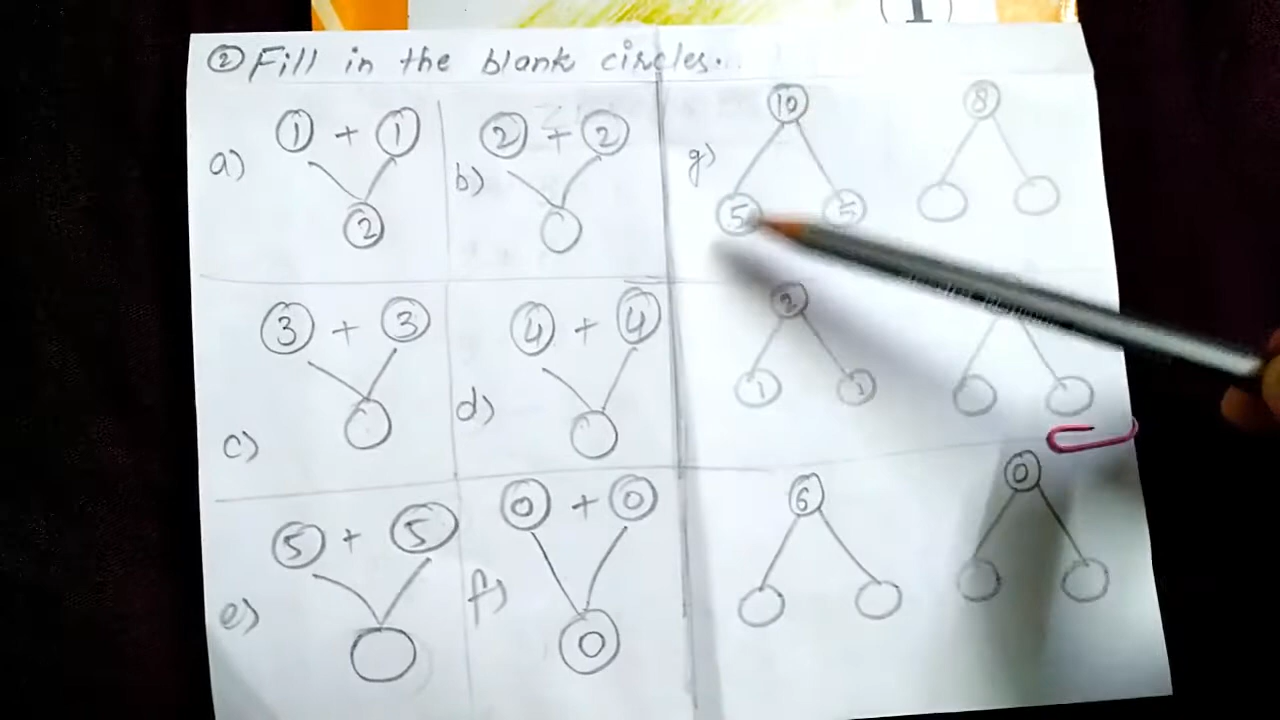 1
② Fill in the blank circles...
a) 1 + 1
2
b) 2 + 2
c) 3 + 3
d) 4 + 4
e) 5 + 5
f) 0 + 0
0
g) 10
5 5
8
2
1 1
6
0